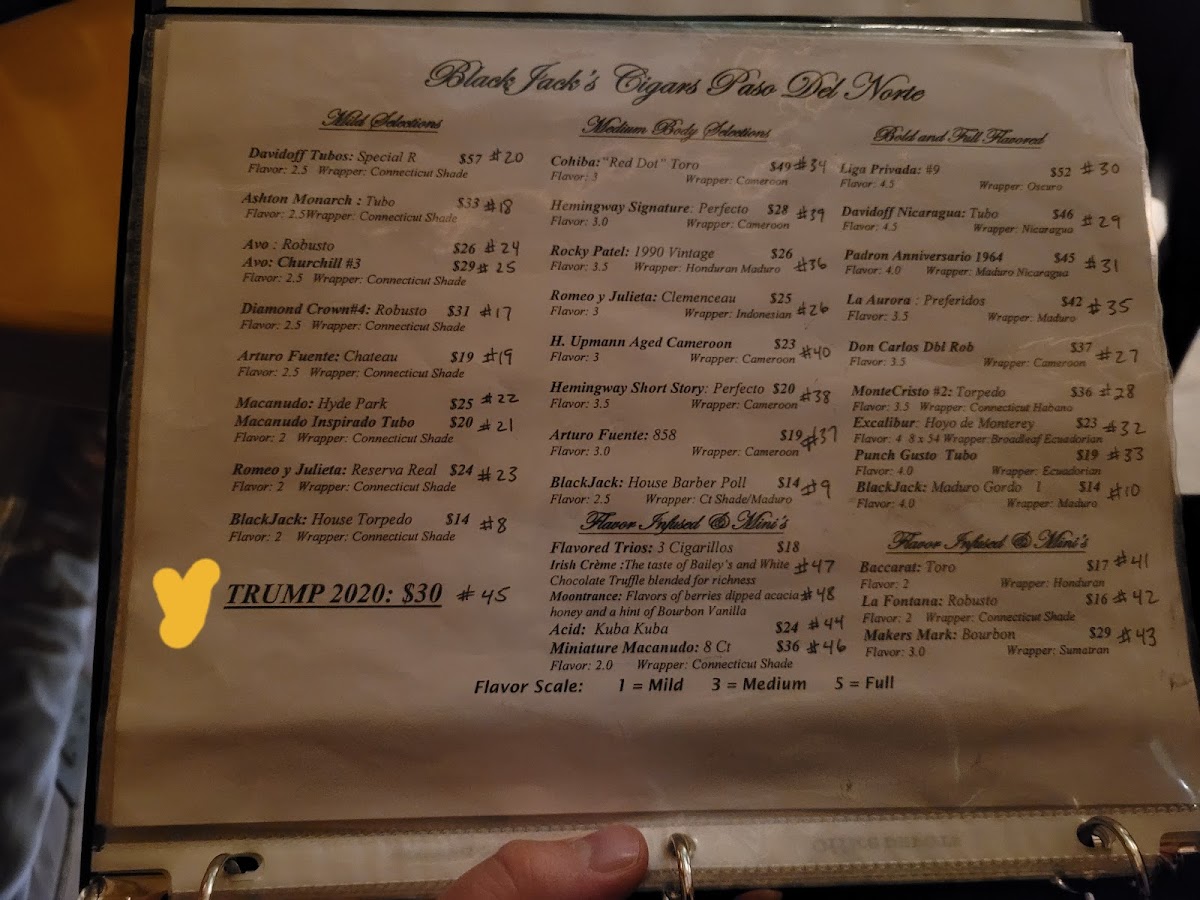 BlackJack's Cigars Paso Del Norte
Mild Selections
Davidoff Tubos: Special R $57 #20
Flavor: 2.5 Wrapper: Connecticut Shade
Ashton Monarch : Tubo $33 #18
Flavor: 2.5Wrapper: Connecticut Shade
Avo : Robusto $26 #24
Avo: Churchill #3 $29 #25
Flavor: 2.5 Wrapper: Connecticut Shade
Diamond Crown#4: Robusto $31 #17
Flavor: 2.5 Wrapper: Connecticut Shade
Arturo Fuente: Chateau $19 #19
Flavor: 2.5 Wrapper: Connecticut Shade
Macanudo: Hyde Park $25 #22
Macanudo Inspirado Tubo $20 #21
Flavor: 2 Wrapper: Connecticut Shade
Romeo y Julieta: Reserva Real $24 #23
Flavor: 2 Wrapper: Connecticut Shade
BlackJack: House Torpedo $14 #8
Flavor: 2 Wrapper: Connecticut Shade
TRUMP 2020: $30 #45
Medium Body Selections
Cohiba: "Red Dot" Toro $49 #34
Flavor: 3 Wrapper: Cameroon
Hemingway Signature: Perfecto $28 #39
Flavor: 3.0 Wrapper: Cameroon
Rocky Patel: 1990 Vintage $26
Flavor: 3.5 Wrapper: Honduran Maduro #36
Romeo y Julieta: Clemenceau $25
Flavor: 3 Wrapper: Indonesian #26
H. Upmann Aged Cameroon $23
Flavor: 3 Wrapper: Cameroon #40
Hemingway Short Story: Perfecto $20
Flavor: 3.5 Wrapper: Cameroon #38
Arturo Fuente: 858 $19 #37
Flavor: 3.0 Wrapper: Cameroon
BlackJack: House Barber Poll $14 #9
Flavor: 2.5 Wrapper: Ct Shade/Maduro
Flavor Infused & Mini's
Flavored Trios: 3 Cigarillos $18
Irish Crème :The taste of Bailey's and White #47
Chocolate Truffle blended for richness
Moontrance: Flavors of berries dipped acacia #48
honey and a hint of Bourbon Vanilla
Acid: Kuba Kuba $24 #44
Miniature Macanudo: 8 Ct $36 #46
Flavor: 2.0 Wrapper: Connecticut Shade
Bold and Full Flavored
Liga Privada: #9 $52 #30
Flavor: 4.5 Wrapper: Oscuro
Davidoff Nicaragua: Tubo $46
Flavor: 4.5 Wrapper: Nicaragua #29
Padron Anniversario 1964 $45 #31
Flavor: 4.0 Wrapper: Maduro Nicaragua
La Aurora : Preferidos $42 #35
Flavor: 3.5 Wrapper: Maduro
Don Carlos Dbl Rob $37 #27
Flavor: 3.5 Wrapper: Cameroon
MonteCristo #2: Torpedo $36 #28
Flavor: 3.5 Wrapper: Connecticut Habano
Excalibur: Hoyo de Monterey $23 #32
Flavor: 4 8 x 54 Wrapper:Broadleaf Ecuadorian
Punch Gusto Tubo $19 #33
Flavor: 4.0 Wrapper: Ecuadorian
BlackJack: Maduro Gordo 1 $14 #10
Flavor: 4.0 Wrapper: Maduro
Flavor Infused & Mini's
Baccarat: Toro $17 #41
Flavor: 2 Wrapper: Honduran
La Fontana: Robusto $16 #42
Flavor: 2 Wrapper: Connecticut Shade
Makers Mark: Bourbon $29 #43
Flavor: 3.0 Wrapper: Sumatran
Flavor Scale: 1 = Mild 3 = Medium 5 = Full